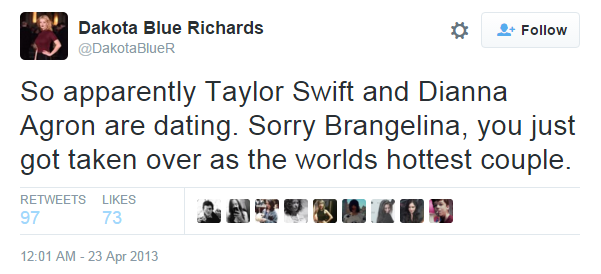 Dakota Blue Richards
@DakotaBlueR
Follow
So apparently Taylor Swift and Dianna
Agron are dating. Sorry Brangelina, you just
got taken over as the worlds hottest couple.
RETWEETS LIKES
97 73
12:01 AM - 23 Apr 2013